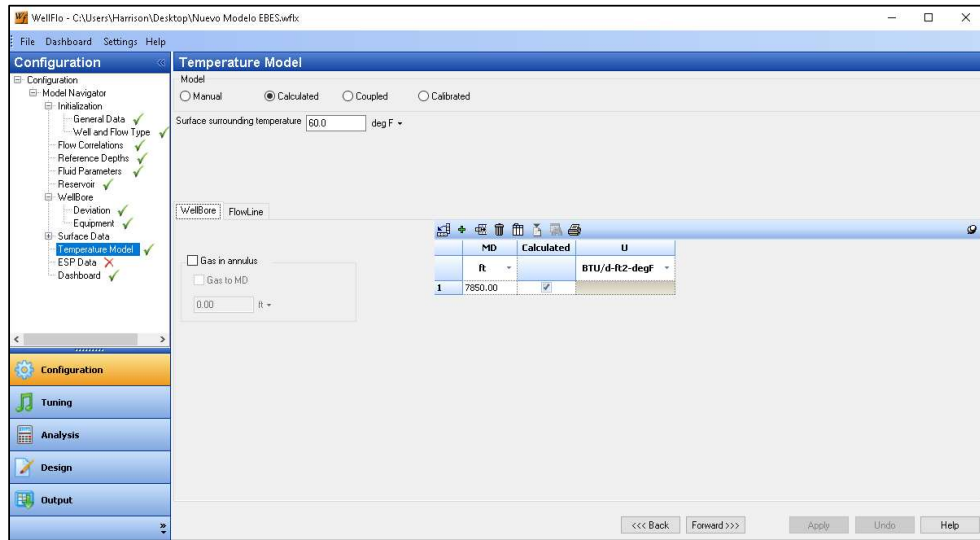 WellFlo - C:\Users\Harrison\Desktop\Nuevo Modelo EBES.wflx
File Dashboard Settings Help
Configuration
Configuration
Model Navigator
Initialization
General Data
Well and Flow Type
Flow Correlations
Reference Depths
Fluid Parameters
Reservoir
WellBore
Deviation
Equipment
Surface Data
Temperature Model
ESP Data
Dashboard
Configuration
Tuning
Analysis
Design
Output
Temperature Model
Model
Manual Calculated Coupled Calibrated
Surface surrounding temperature 60.0 deg F
WellBore FlowLine
Gas in annulus
Gas to MD
0.00 ft
MD Calculated U
ft BTU/d-ft2-degF
1 7850.00
<<< Back Forward >>> Apply Undo Help